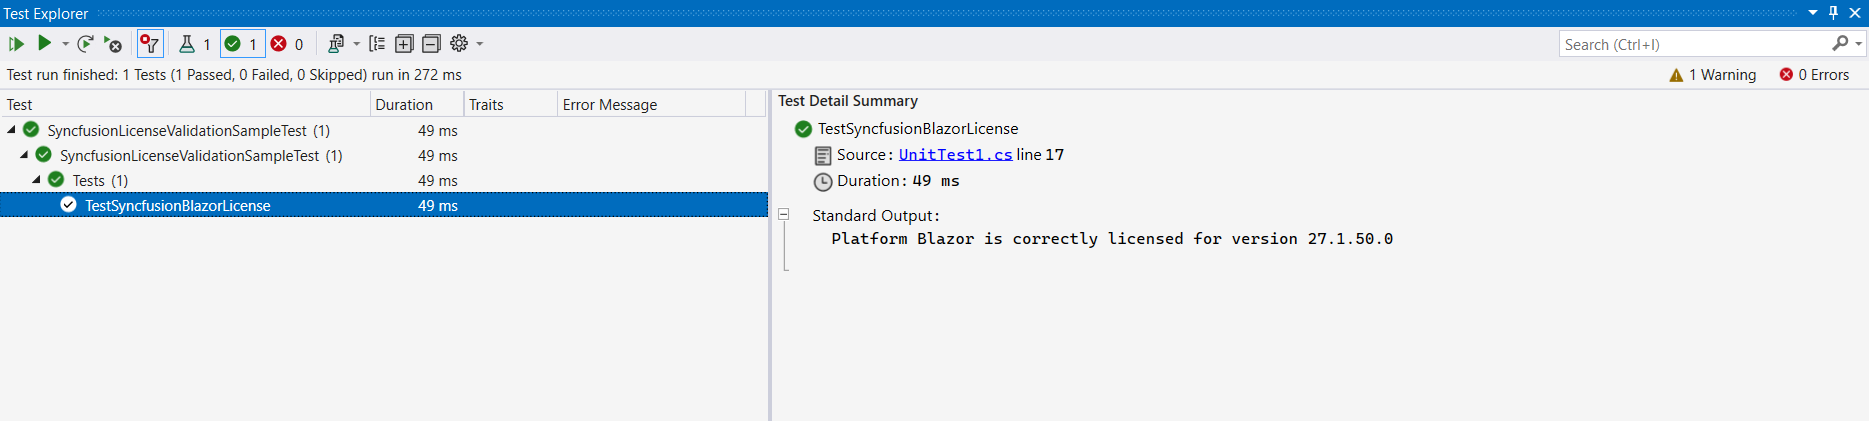 Test Explorer
1 1 0
Search (Ctrl+I)
Test run finished: 1 Tests (1 Passed, 0 Failed, 0 Skipped) run in 272 ms
1 Warning 0 Errors
Test Duration Traits Error Message
SyncfusionLicenseValidationSampleTest (1) 49 ms
SyncfusionLicenseValidationSampleTest (1) 49 ms
Tests (1) 49 ms
TestSyncfusionBlazorLicense 49 ms
Test Detail Summary
TestSyncfusionBlazorLicense
Source: UnitTest1.cs line 17
Duration: 49 ms
Standard Output:
Platform Blazor is correctly licensed for version 27.1.50.0